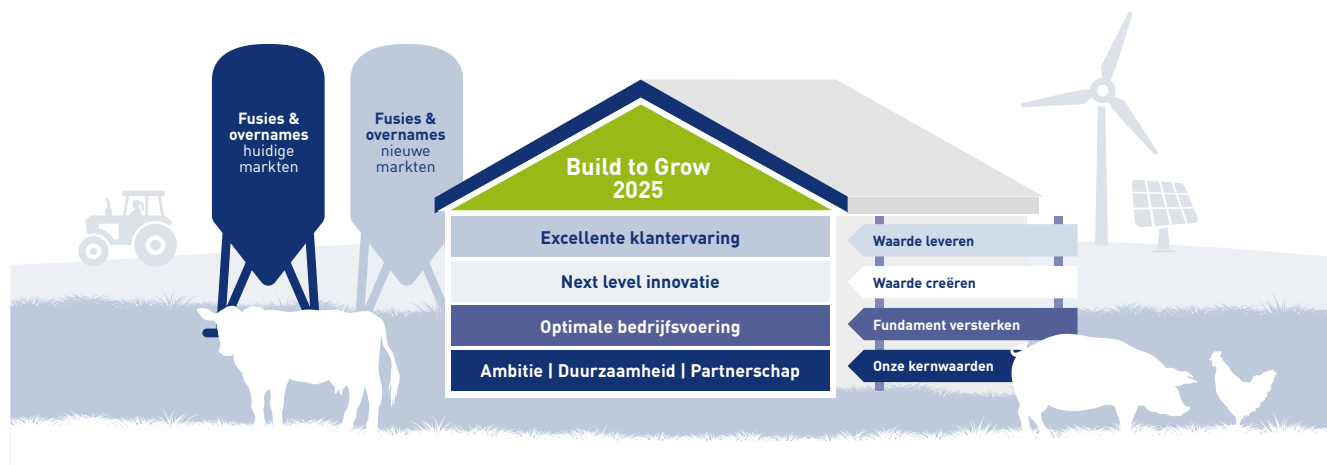 Fusies &
overnames
huidige
markten
Fusies &
overnames
nieuwe
markten
Build to Grow
2025
Excellente klantervaring
Next level innovatie
Optimale bedrijfsvoering
Ambitie | Duurzaamheid | Partnerschap
Waarde leveren
Waarde creëren
Fundament versterken
Onze kernwaarden